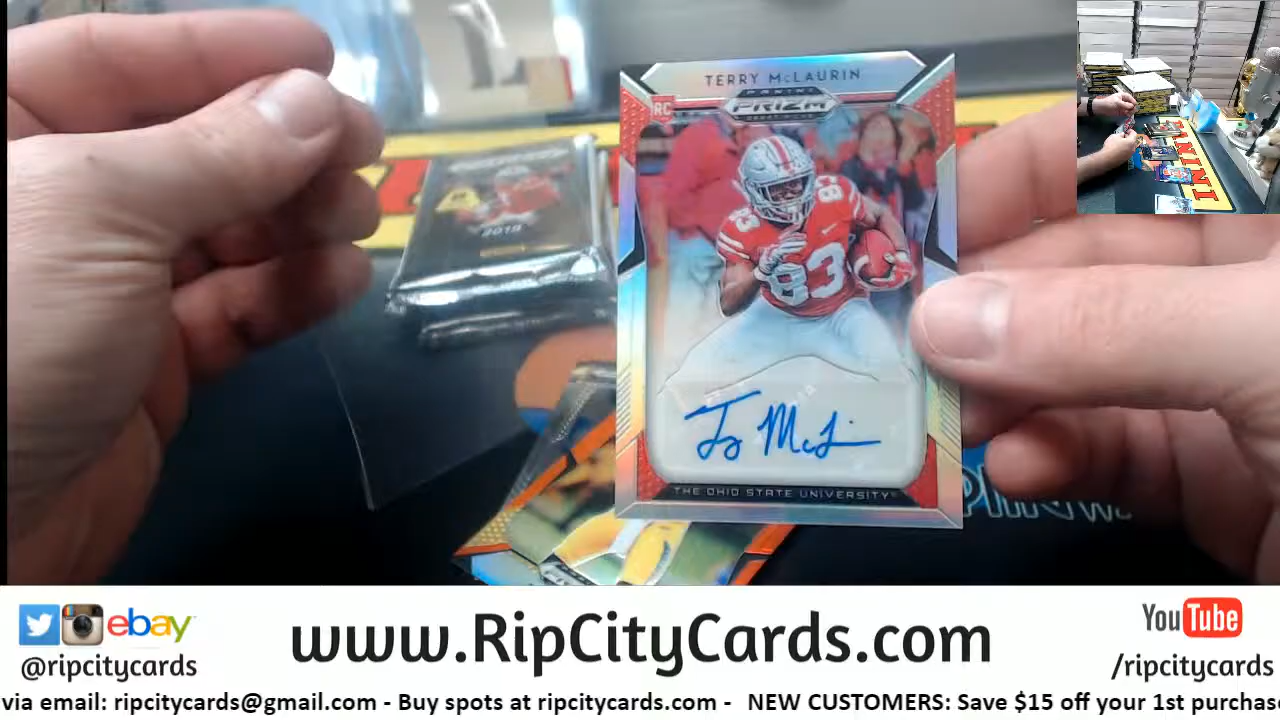 TERRY McLAURIN
PANINI
PRIZM
DRAFT PICKS
RC
83
83
THE OHIO STATE UNIVERSITY
2019
PANINI
ebay
@ripcitycards
www.RipCityCards.com
YouTube
/ripcitycards
via email: ripcitycards@gmail.com - Buy spots at ripcitycards.com - NEW CUSTOMERS: Save $15 off your 1st purchase